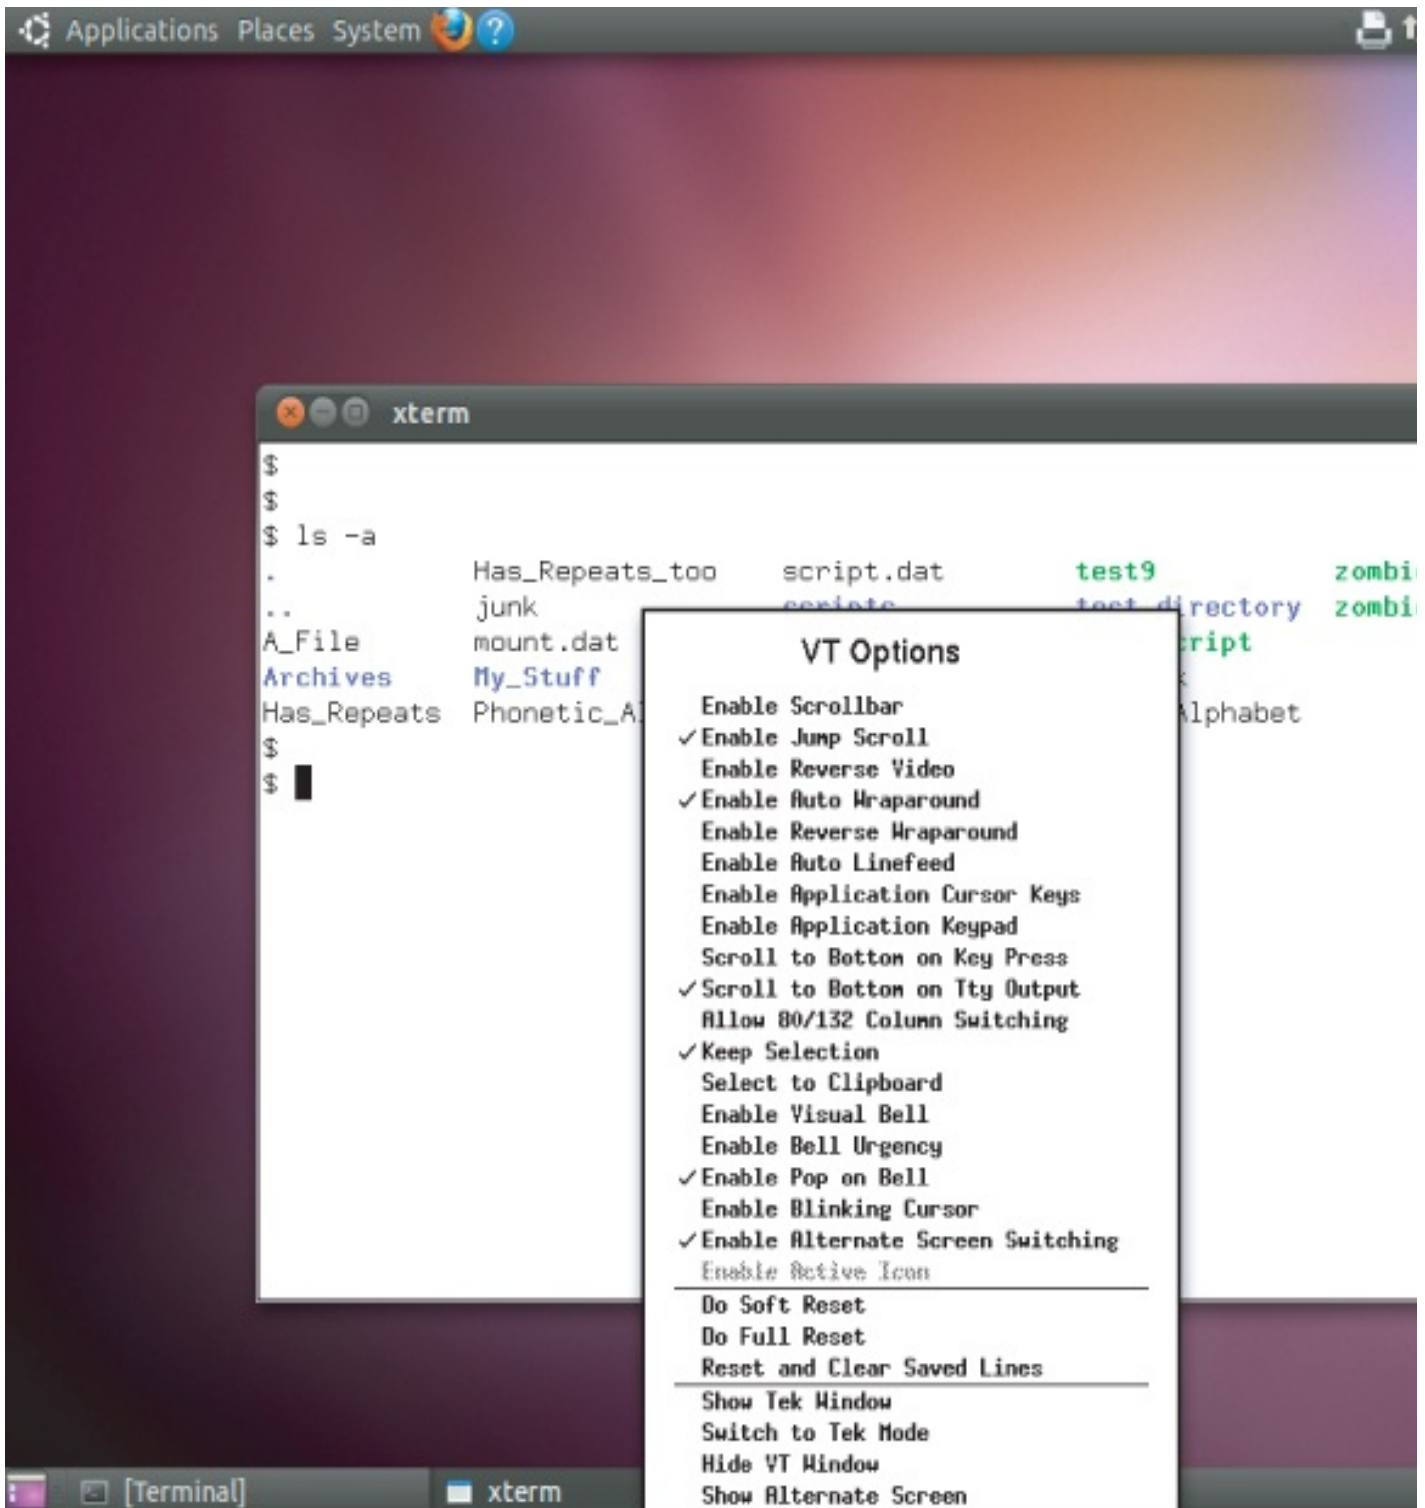 Applications Places System
xterm
$
$
$ ls -a
. Has_Repeats_too script.dat test9 zombi
.. junk scripts test_directory zombi
A_File mount.dat ript
Archives My_Stuff
Has_Repeats Phonetic_A lphabet
$
$
VT Options
Enable Scrollbar
✓Enable Jump Scroll
Enable Reverse Video
✓Enable Auto Wraparound
Enable Reverse Wraparound
Enable Auto Linefeed
Enable Application Cursor Keys
Enable Application Keypad
Scroll to Bottom on Key Press
✓Scroll to Bottom on Tty Output
Allow 80/132 Column Switching
✓Keep Selection
Select to Clipboard
Enable Visual Bell
Enable Bell Urgency
✓Enable Pop on Bell
Enable Blinking Cursor
✓Enable Alternate Screen Switching
Enable Active Icon
Do Soft Reset
Do Full Reset
Reset and Clear Saved Lines
Show Tek Window
Switch to Tek Mode
Hide VT Window
Show Alternate Screen
[Terminal] xterm